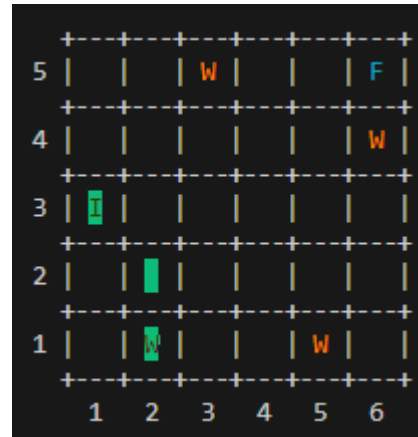 +---+---+---+---+---+---+
5 |   |   | W |   |   | F |
+---+---+---+---+---+---+
4 |   |   |   |   |   | W |
+---+---+---+---+---+---+
3 | I |   |   |   |   |   |
+---+---+---+---+---+---+
2 |   |   |   |   |   |   |
+---+---+---+---+---+---+
1 |   | W |   |   | W |   |
+---+---+---+---+---+---+
1 2 3 4 5 6